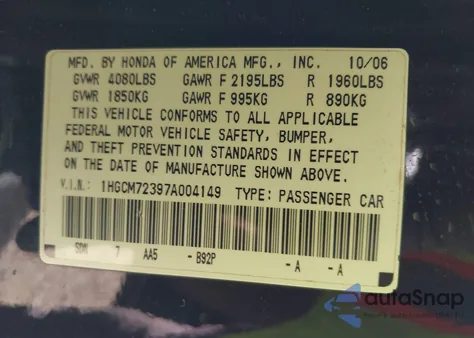 MFD. BY HONDA OF AMERICA MFG., INC. 10/06
GVWR 4080LBS GAWR F 2195LBS R 1960LBS
GVWR 1850KG GAWR F 995KG R 890KG
THIS VEHICLE CONFORMS TO ALL APPLICABLE
FEDERAL MOTOR VEHICLE SAFETY, BUMPER,
AND THEFT PREVENTION STANDARDS IN EFFECT
ON THE DATE OF MANUFACTURE SHOWN ABOVE.
V.I.N.: 1HGCM72397A004149 TYPE: PASSENGER CAR
SDN 7 AA5 - B92P - A - A
autaSnap